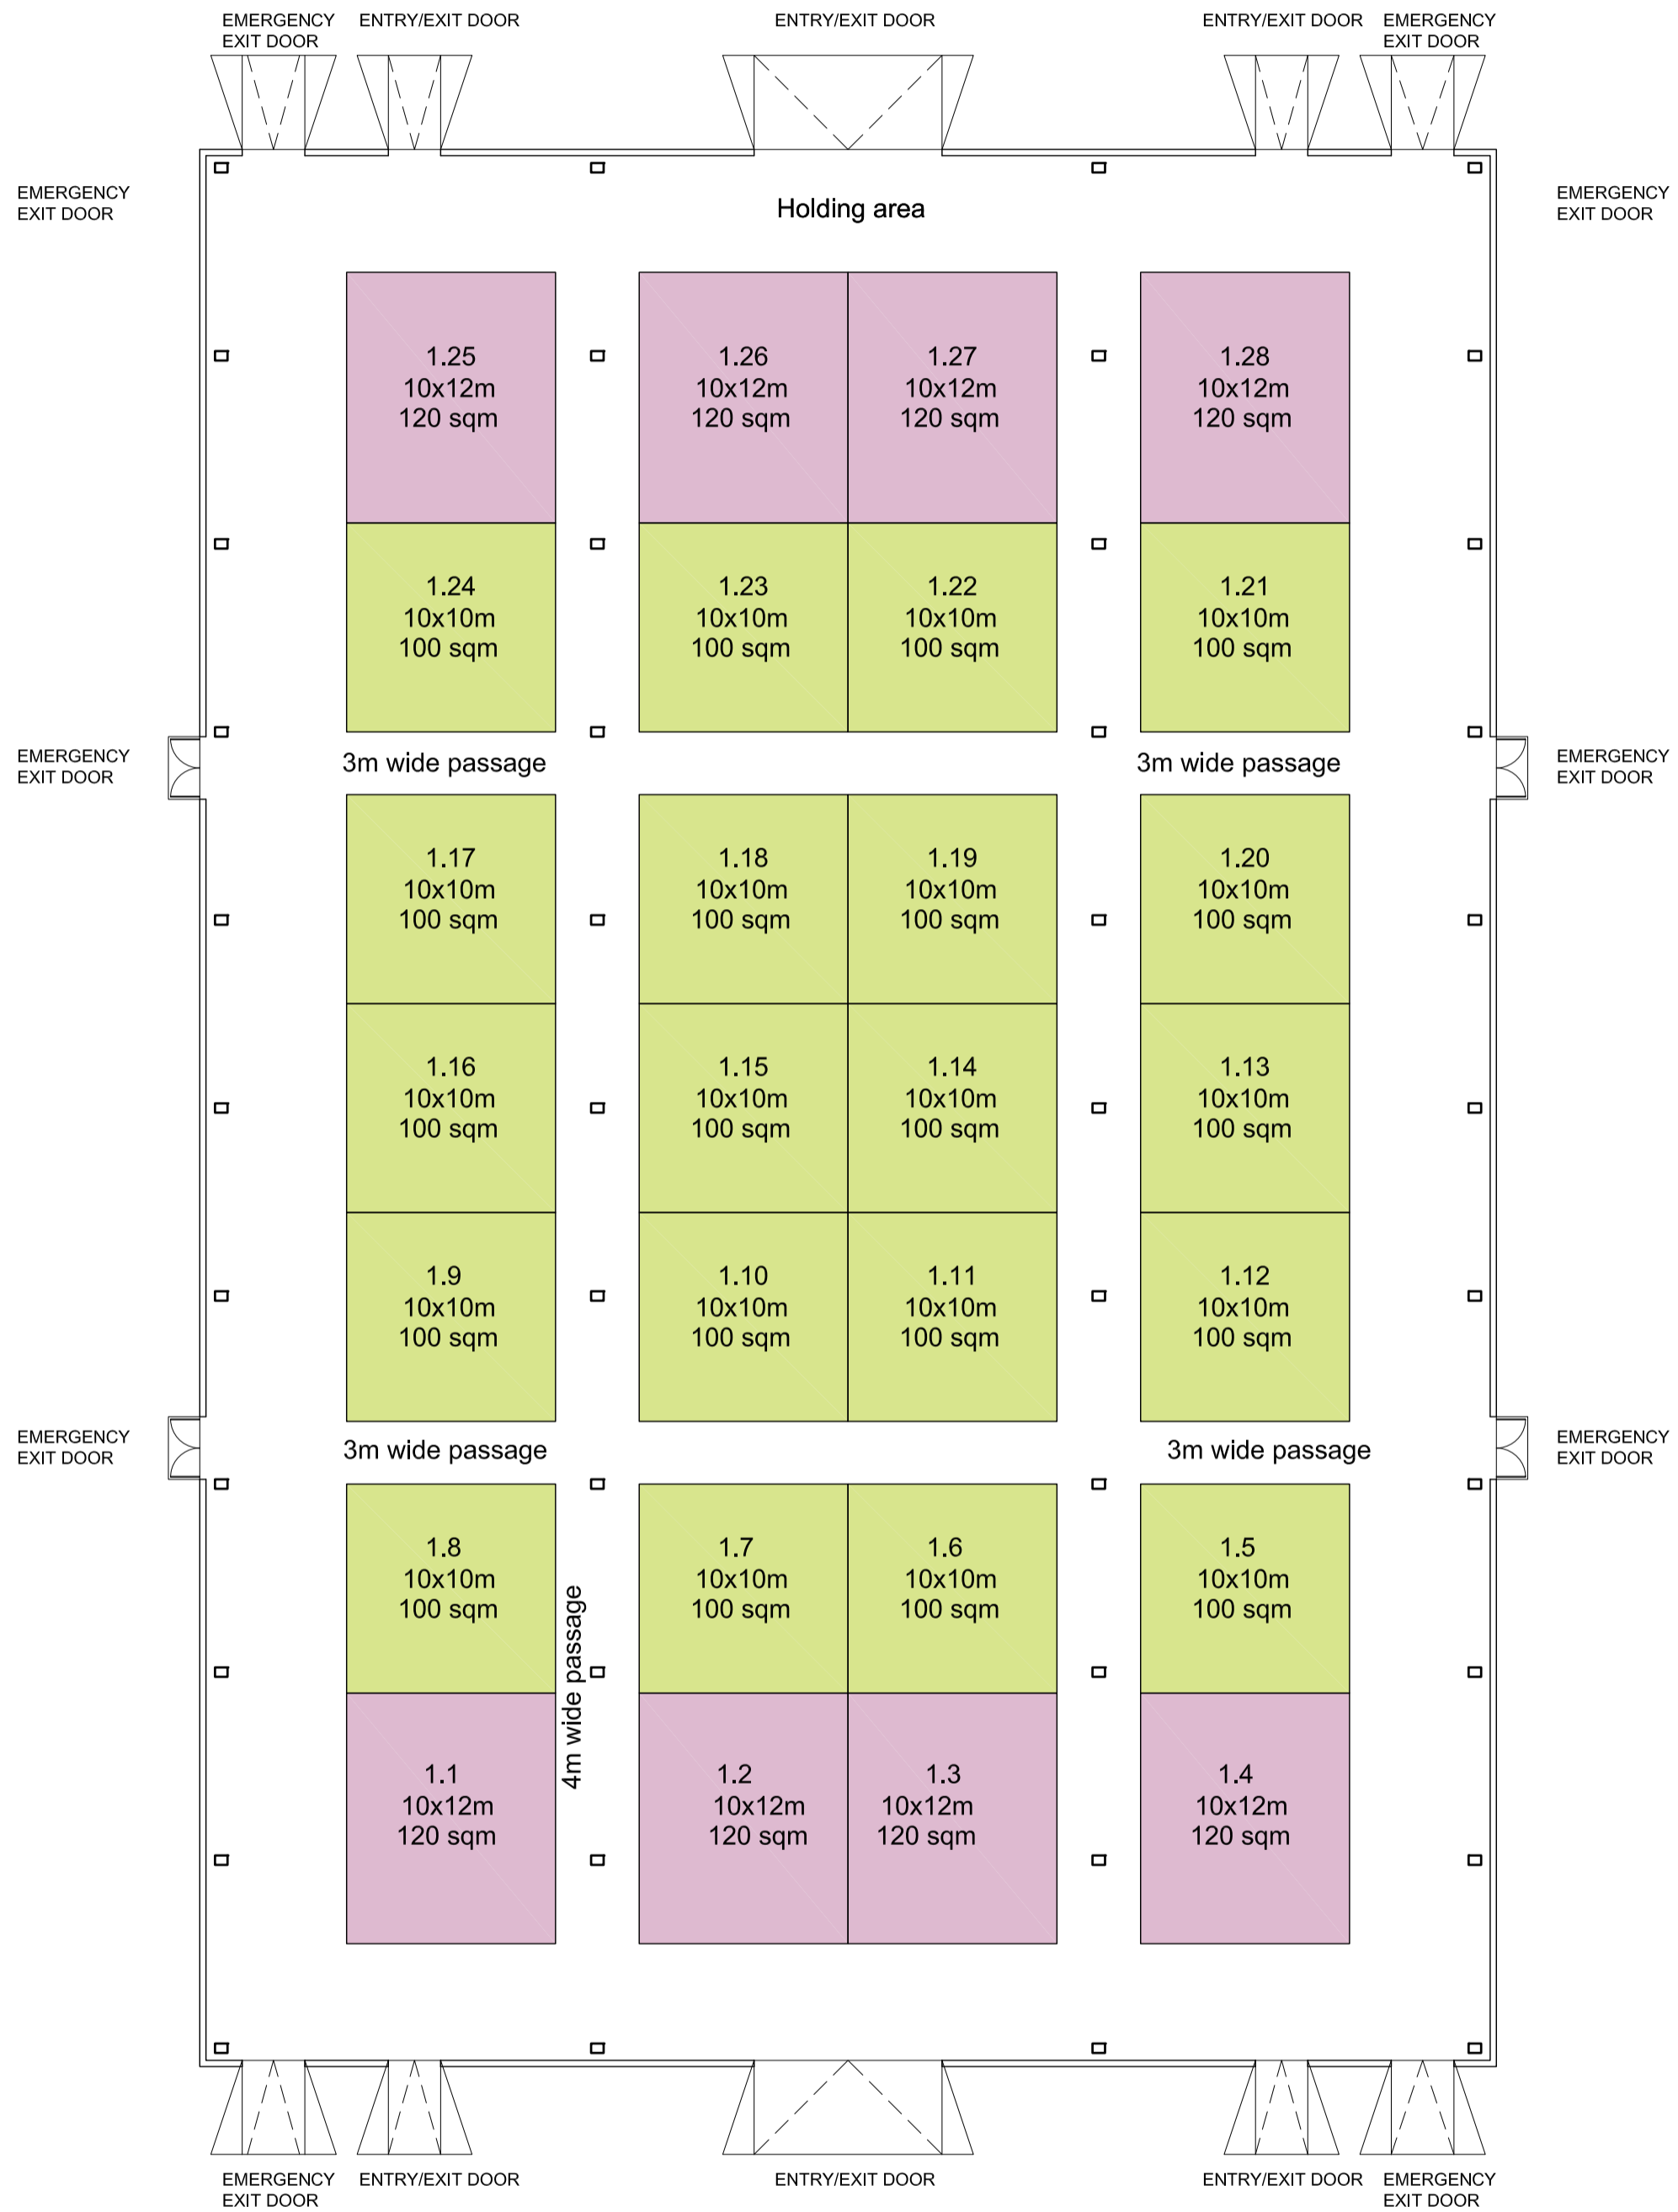 EMERGENCY
EXIT DOOR
ENTRY/EXIT DOOR
ENTRY/EXIT DOOR
ENTRY/EXIT DOOR
EMERGENCY
EXIT DOOR
EMERGENCY
EXIT DOOR
Holding area
EMERGENCY
EXIT DOOR
1.25
10x12m
120 sqm
1.26
10x12m
120 sqm
1.27
10x12m
120 sqm
1.28
10x12m
120 sqm
1.24
10x10m
100 sqm
1.23
10x10m
100 sqm
1.22
10x10m
100 sqm
1.21
10x10m
100 sqm
EMERGENCY
EXIT DOOR
3m wide passage
3m wide passage
EMERGENCY
EXIT DOOR
1.17
10x10m
100 sqm
1.18
10x10m
100 sqm
1.19
10x10m
100 sqm
1.20
10x10m
100 sqm
1.16
10x10m
100 sqm
1.15
10x10m
100 sqm
1.14
10x10m
100 sqm
1.13
10x10m
100 sqm
1.9
10x10m
100 sqm
1.10
10x10m
100 sqm
1.11
10x10m
100 sqm
1.12
10x10m
100 sqm
EMERGENCY
EXIT DOOR
3m wide passage
3m wide passage
EMERGENCY
EXIT DOOR
1.8
10x10m
100 sqm
4m wide passage
1.7
10x10m
100 sqm
1.6
10x10m
100 sqm
1.5
10x10m
100 sqm
1.1
10x12m
120 sqm
1.2
10x12m
120 sqm
1.3
10x12m
120 sqm
1.4
10x12m
120 sqm
EMERGENCY
EXIT DOOR
ENTRY/EXIT DOOR
ENTRY/EXIT DOOR
ENTRY/EXIT DOOR
EMERGENCY
EXIT DOOR